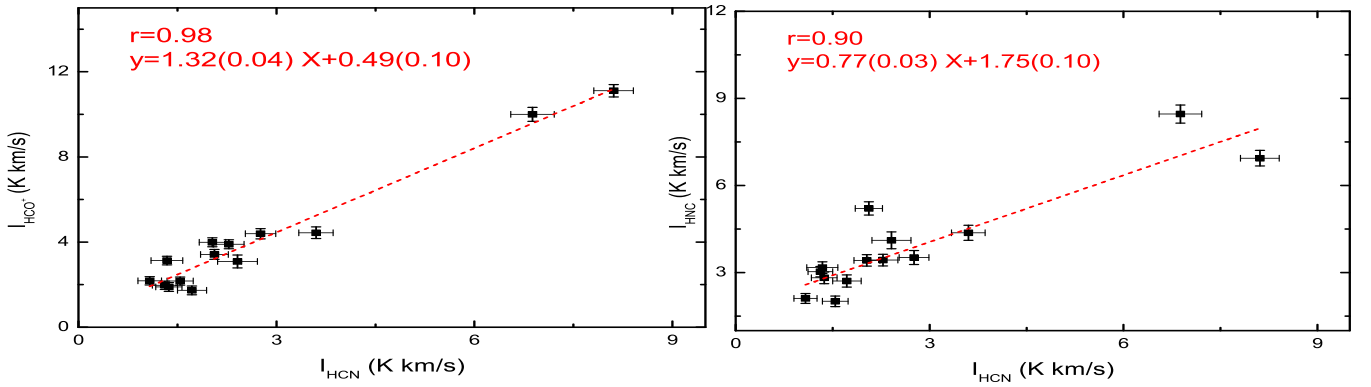 r=0.98
y=1.32(0.04) X+0.49(0.10)
I_HCO⁺ (K km/s)
12
8
4
0
0
3
6
9
I_HCN (K km/s)
r=0.90
y=0.77(0.03) X+1.75(0.10)
I_HNC (K km/s)
12
9
6
3
0
3
6
9
I_HCN (K km/s)